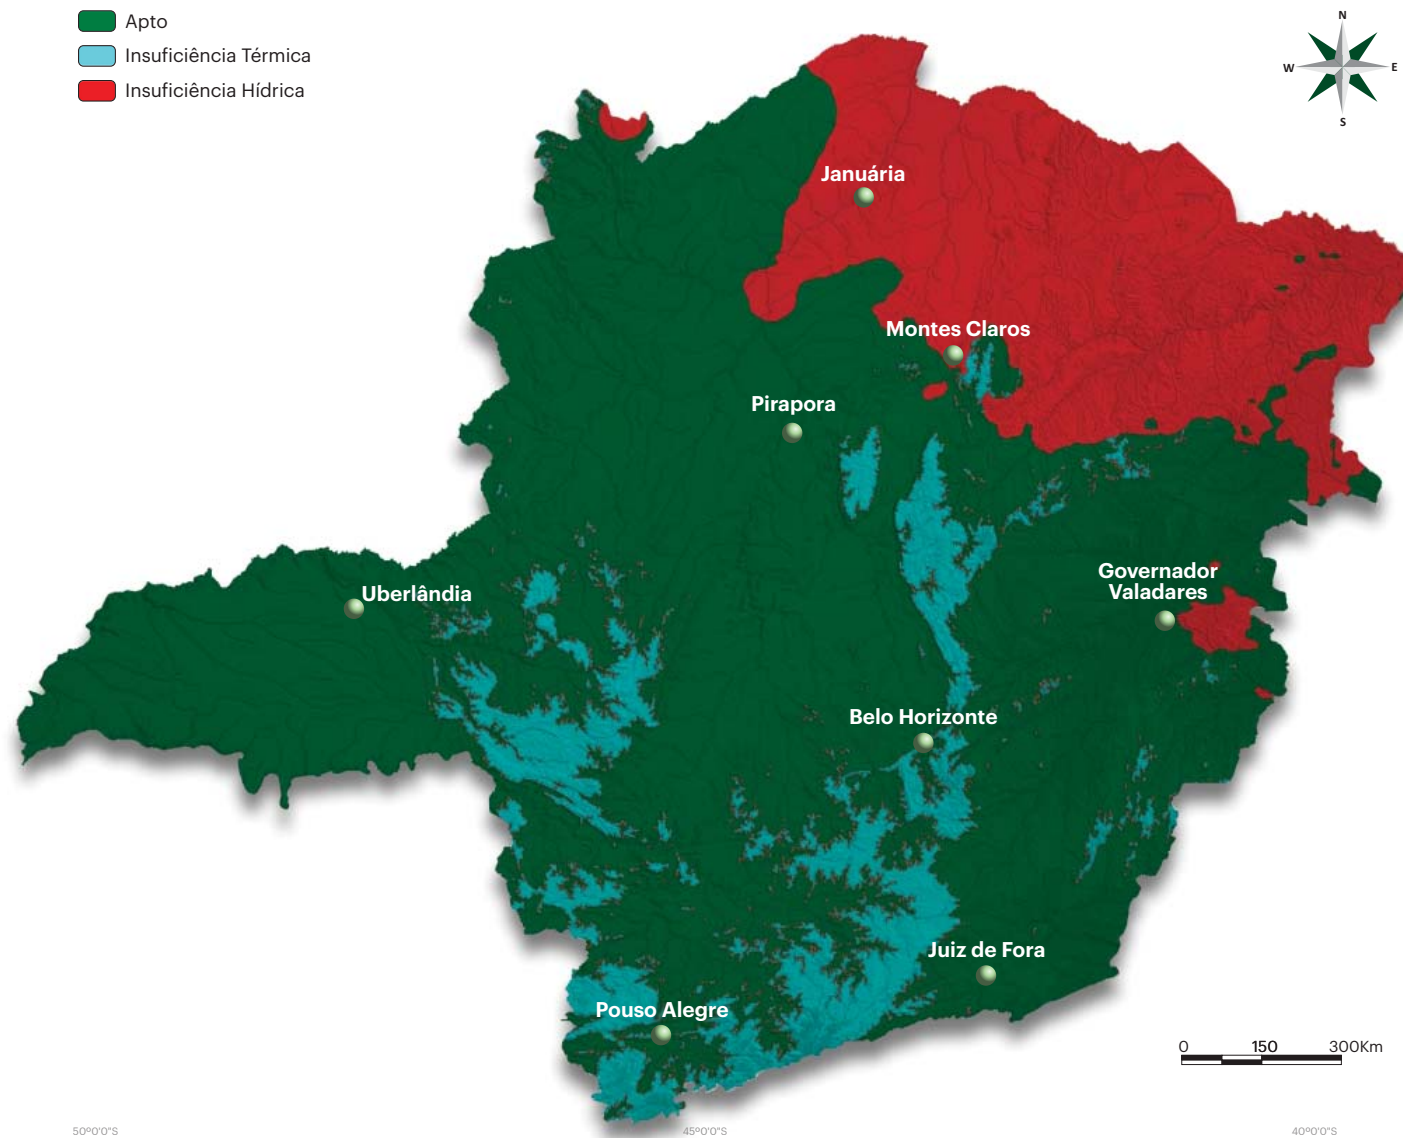 Apto
Insuficiência Térmica
Insuficiência Hídrica
N
W
E
S
Januária
Montes Claros
Pirapora
Governador
Valadares
Uberlândia
Belo Horizonte
Juiz de Fora
Pouso Alegre
0 150 300Km
50º0'0"S 45º0'0"S 40º0'0"S